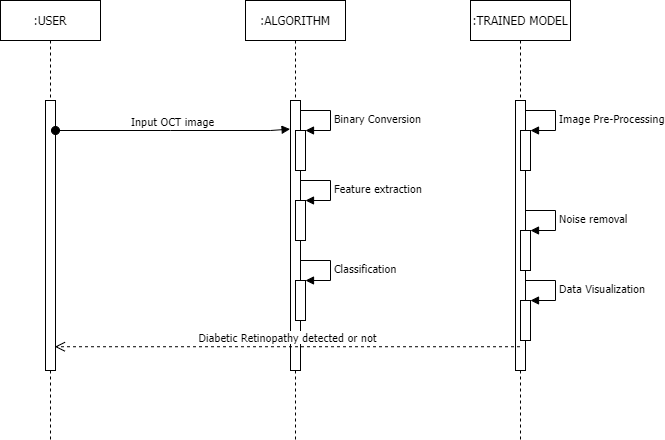 :USER
:ALGORITHM
:TRAINED MODEL
Input OCT image
Binary Conversion
Image Pre-Processing
Feature extraction
Noise removal
Classification
Data Visualization
Diabetic Retinopathy detected or not